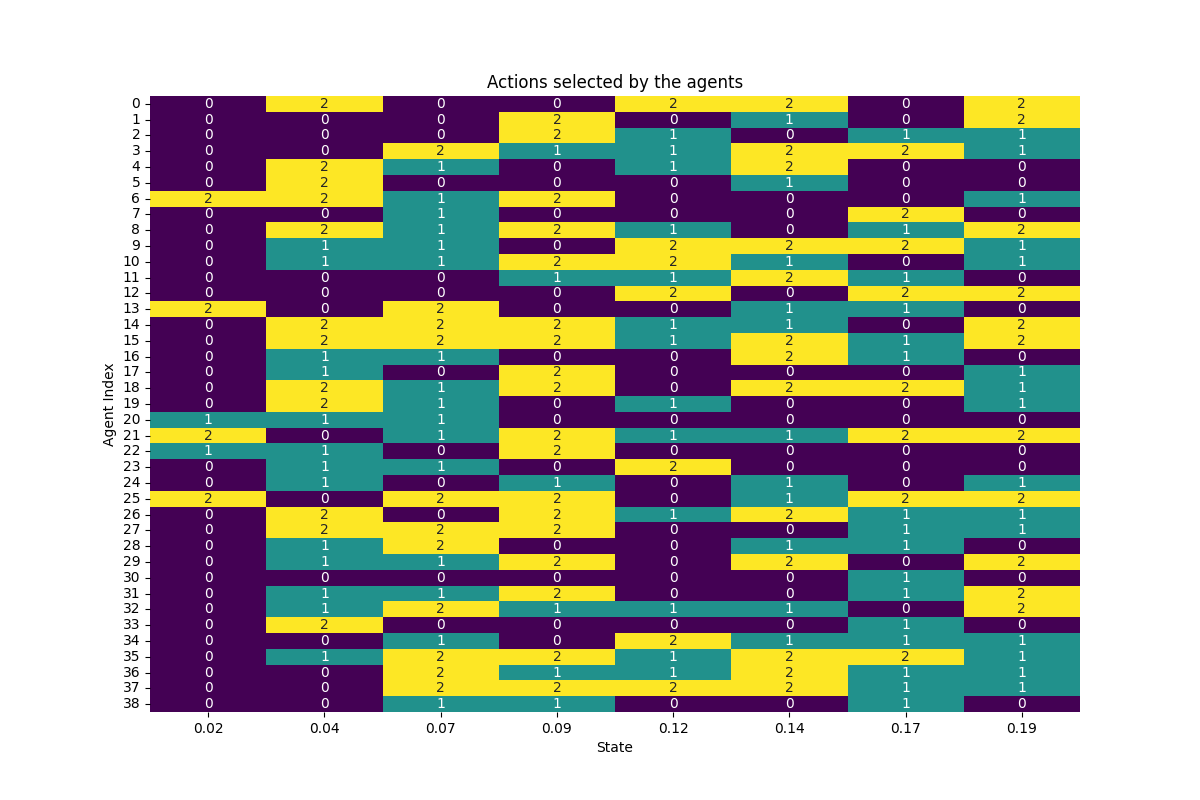 Actions selected by the agents
0 0 2 0 0 2 2 0 2
1 0 0 0 2 0 1 0 2
2 0 0 0 2 1 0 1 1
3 0 0 2 1 1 2 2 1
4 0 2 1 0 1 2 0 0
5 0 2 0 0 0 1 0 0
6 2 2 1 2 0 0 0 1
7 0 0 1 0 0 0 2 0
8 0 2 1 2 1 0 1 2
9 0 1 1 0 2 2 2 1
10 0 1 1 2 2 1 0 1
11 0 0 0 1 1 2 1 0
12 0 0 0 0 2 0 2 2
13 2 0 2 0 0 1 1 0
14 0 2 2 2 1 1 0 2
15 0 2 2 2 1 2 1 2
16 0 1 1 0 0 2 1 0
17 0 1 0 2 0 0 0 1
18 0 2 1 2 0 2 2 1
19 0 2 1 0 1 0 0 1
20 1 1 1 0 0 0 0 0
21 2 0 1 2 1 1 2 2
22 1 1 0 2 0 0 0 0
23 0 1 1 0 2 0 0 0
24 0 1 0 1 0 1 0 1
25 2 0 2 2 0 1 2 2
26 0 2 0 2 1 2 1 1
27 0 2 2 2 0 0 1 1
28 0 1 2 0 0 1 1 0
29 0 1 1 2 0 2 0 2
30 0 0 0 0 0 0 1 0
31 0 1 1 2 0 0 1 2
32 0 1 2 1 1 1 0 2
33 0 2 0 0 0 0 1 0
34 0 0 1 0 2 1 1 1
35 0 1 2 2 1 2 2 1
36 0 0 2 1 1 2 1 1
37 0 0 2 2 2 2 1 1
38 0 0 1 1 0 0 1 0
Agent Index
0.02 0.04 0.07 0.09 0.12 0.14 0.17 0.19
State